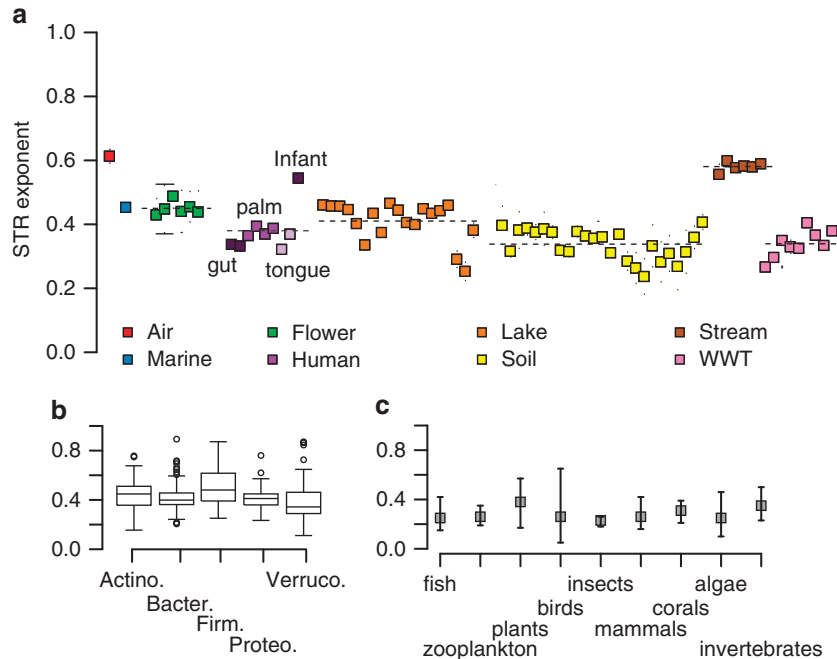 a
1.0
0.8
0.6
0.4
0.2
0.0
STR exponent
Infant
palm
gut
tongue
Air
Flower
Lake
Stream
Marine
Human
Soil
WWT
b
0.8
0.4
0.0
Actino.
Verruco.
Bacter.
Firm.
Proteo.
c
0.8
0.4
0.0
fish
insects
algae
birds
corals
plants
mammals
zooplankton
invertebrates